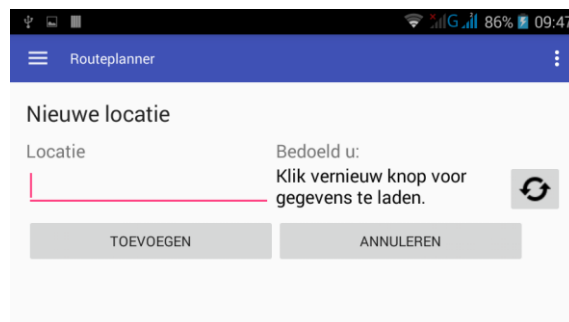 G 86% 09:47
Routeplanner
Nieuwe locatie
Locatie
Bedoeld u:
Klik vernieuw knop voor
gegevens te laden.
TOEVOEGEN
ANNULEREN